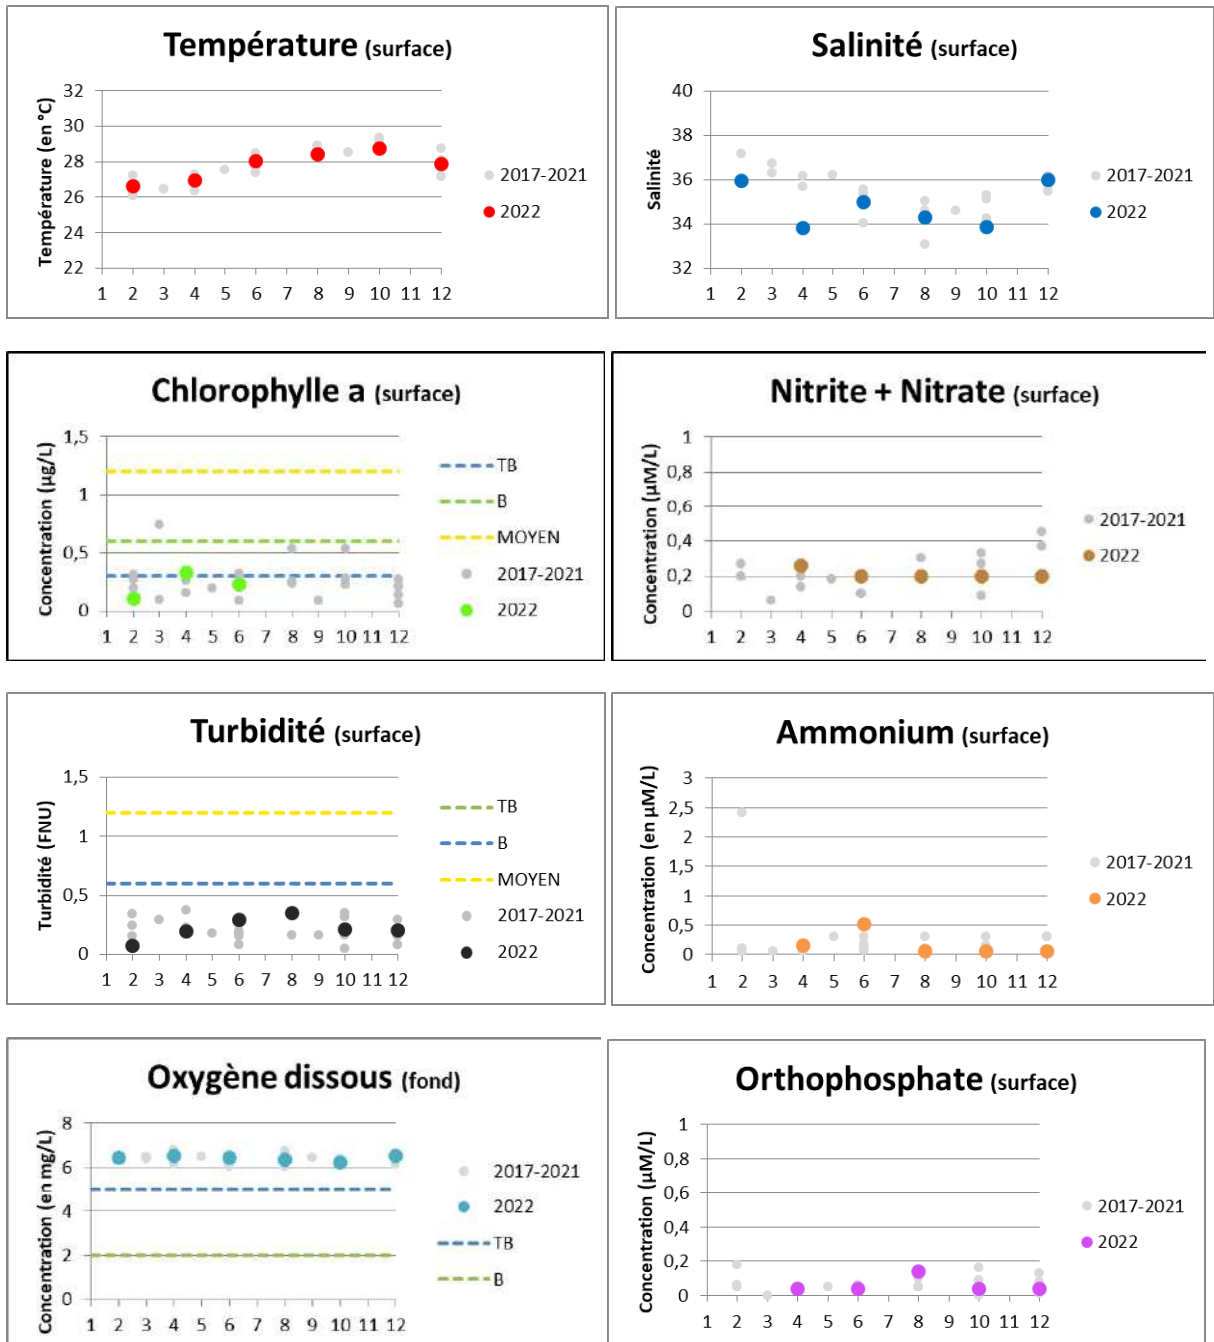 Température (surface)
Température (en °C)
32
30
28
26
24
22
1 2 3 4 5 6 7 8 9 10 11 12
2017-2021
2022
Salinité (surface)
Salinité
40
38
36
34
32
1 2 3 4 5 6 7 8 9 10 11 12
2017-2021
2022
Chlorophylle a (surface)
Concentration (µg/L)
1,5
1
0,5
0
1 2 3 4 5 6 7 8 9 10 11 12
TB
B
MOYEN
2017-2021
2022
Nitrite + Nitrate (surface)
Concentration (µM/L)
1
0,8
0,6
0,4
0,2
0
1 2 3 4 5 6 7 8 9 10 11 12
2017-2021
2022
Turbidité (surface)
Turbidité (FNU)
1,5
1
0,5
0
1 2 3 4 5 6 7 8 9 10 11 12
TB
B
MOYEN
2017-2021
2022
Ammonium (surface)
Concentration (en µM/L)
3
2,5
2
1,5
1
0,5
0
1 2 3 4 5 6 7 8 9 10 11 12
2017-2021
2022
Oxygène dissous (fond)
Concentration (en mg/L)
8
6
4
2
0
1 2 3 4 5 6 7 8 9 10 11 12
2017-2021
2022
TB
B
Orthophosphate (surface)
Concentration (µM/L)
1
0,8
0,6
0,4
0,2
0
1 2 3 4 5 6 7 8 9 10 11 12
2017-2021
2022